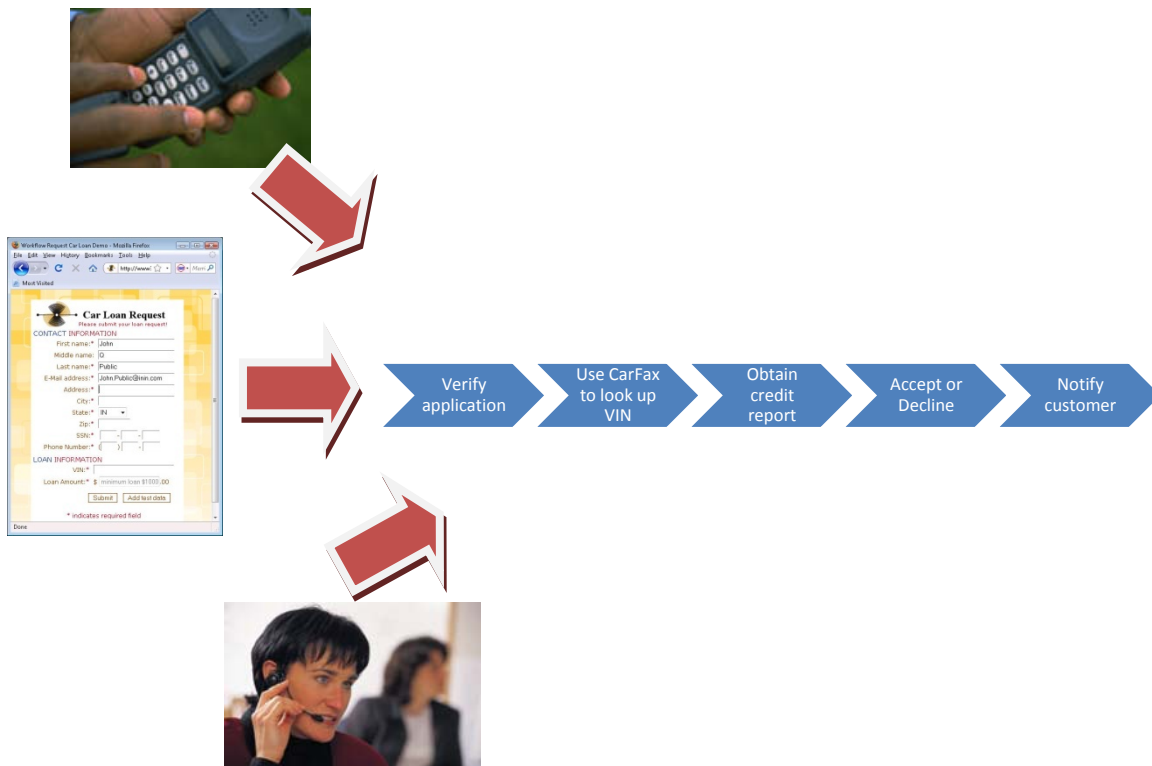 Workflow Request Car Loan Demo - Mozilla Firefox
File Edit View History Bookmarks Tools Help
http://www
Most Visited
Car Loan Request
Please submit your loan request!
CONTACT INFORMATION
First name:* John
Middle name: Q
Last name:* Public
E-Mail address:* John.Public@inin.com
Address:*
City:*
State:* IN
Zip:*
SSN:* - -
Phone Number:* ( ) -
LOAN INFORMATION
VIN:*
Loan Amount:* $ minimum loan $1000 .00
Submit Add test data
* indicates required field
Done
Verify
application
Use CarFax
to look up
VIN
Obtain
credit
report
Accept or
Decline
Notify
customer